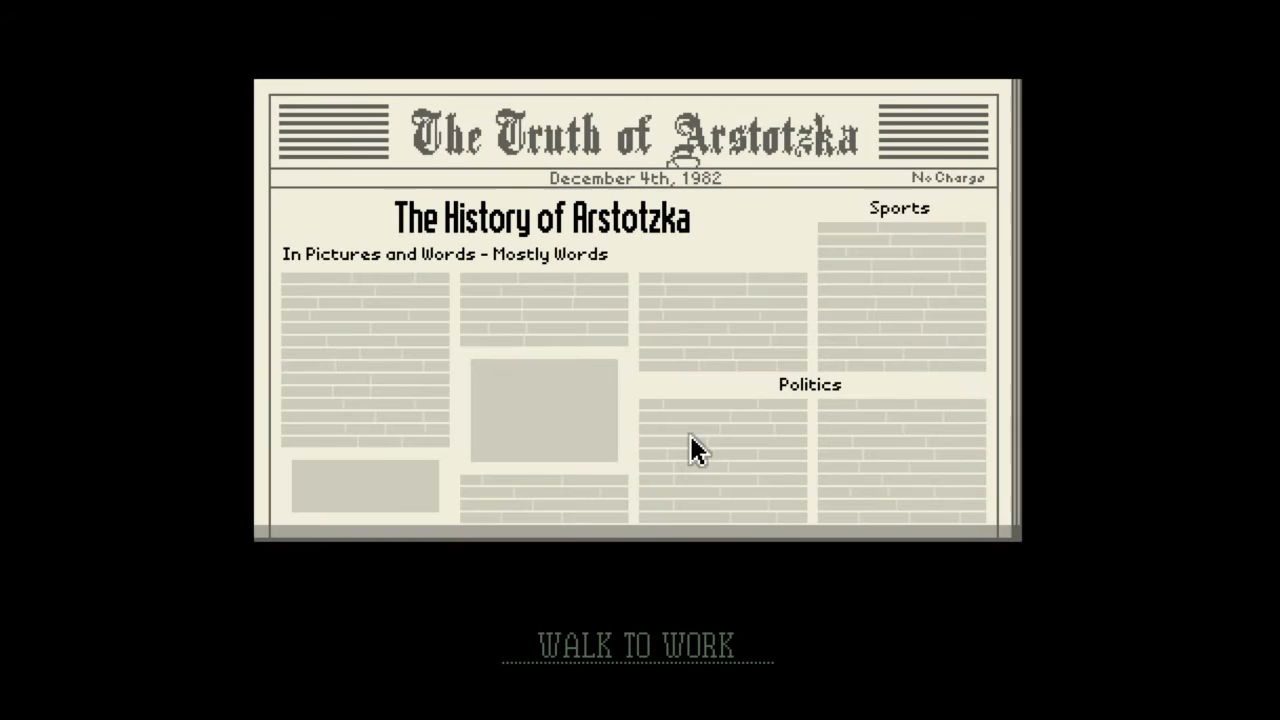 The Truth of Arstotzka
December 4th, 1982
No Charge
The History of Arstotzka
In Pictures and Words - Mostly Words
Sports
Politics
WALK TO WORK